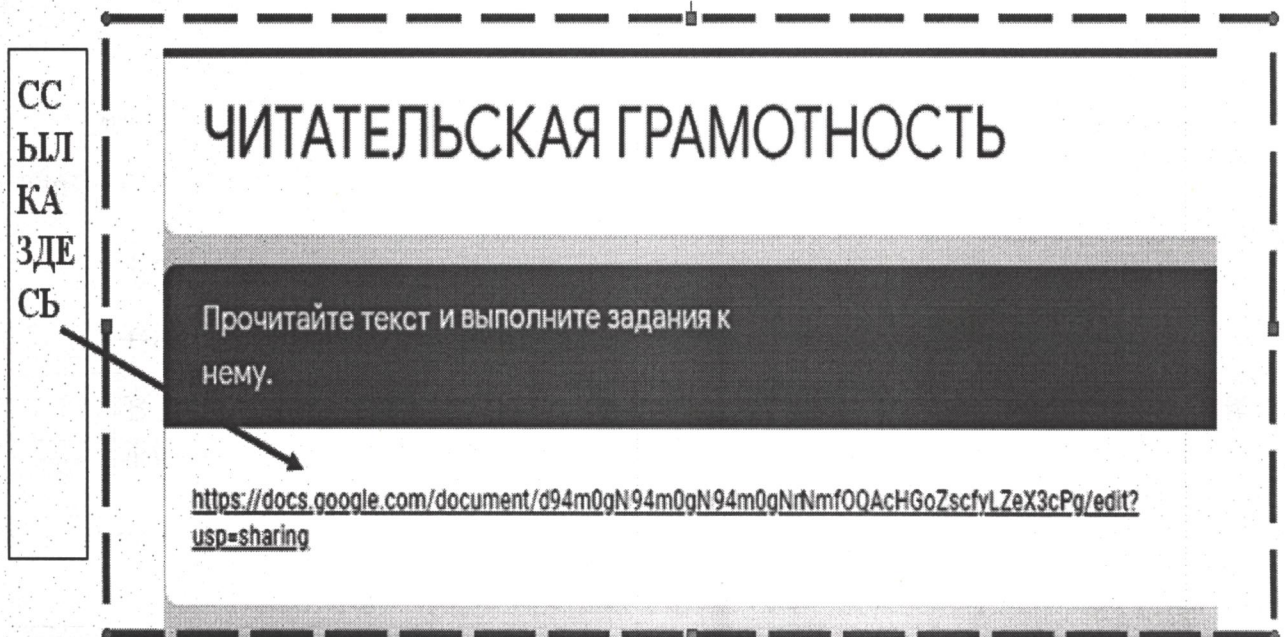 СС
ЫЛ
КА
ЗДЕ
СЬ
ЧИТАТЕЛЬСКАЯ ГРАМОТНОСТЬ
Прочитайте текст и выполните задания к
нему.
https://docs.google.com/document/d94m0gN94m0gN94m0gNrNmfOQAcHGoZscfyLZeX3cPg/edit?
usp=sharing